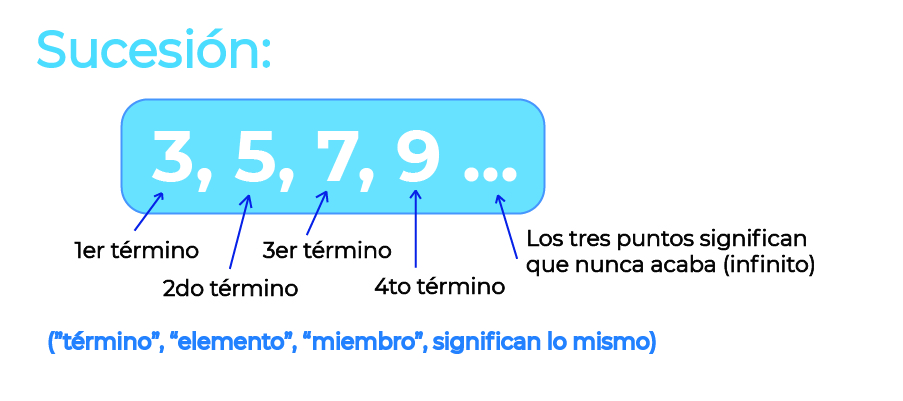 Sucesión:
3, 5, 7, 9 ...
1er término
3er término
Los tres puntos significan
que nunca acaba (infinito)
2do término
4to término
("término", “elemento”, “miembro”, significan lo mismo)